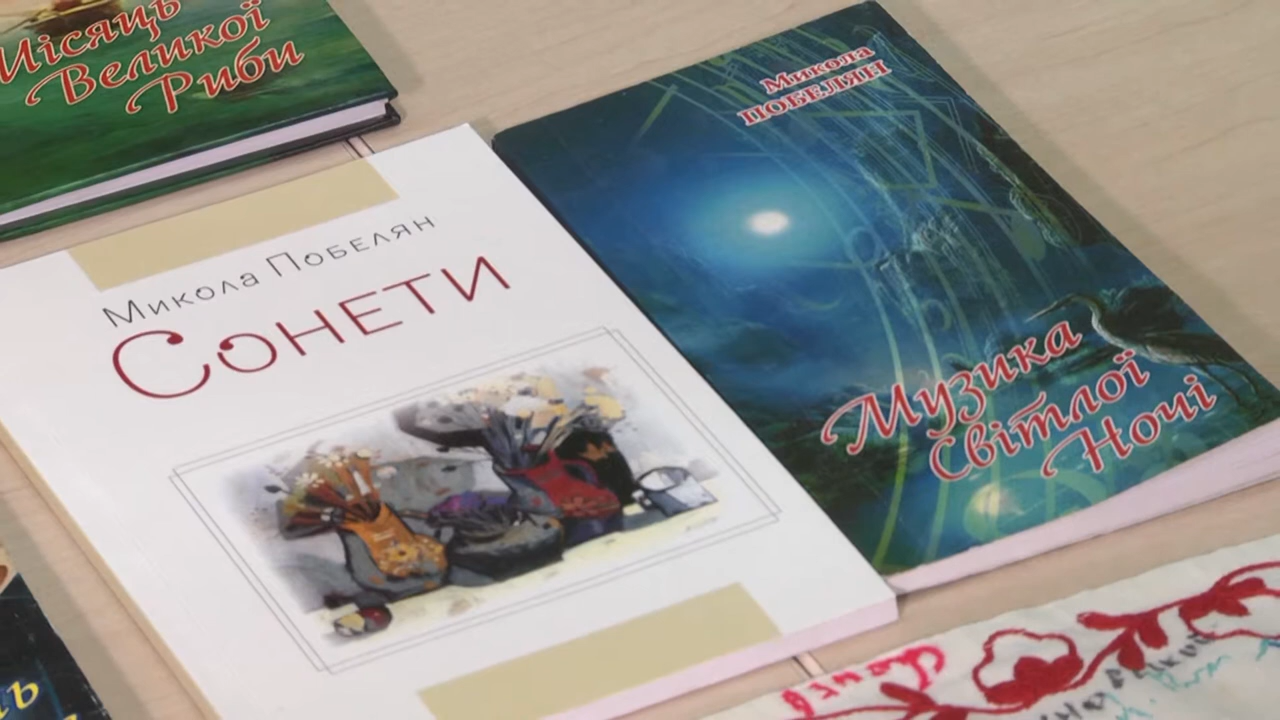 Місяць
Великої
Риби
Микола Побелян
Сонети
Микола
ПОБЕЛЯН
Музика
світлої
Ночі